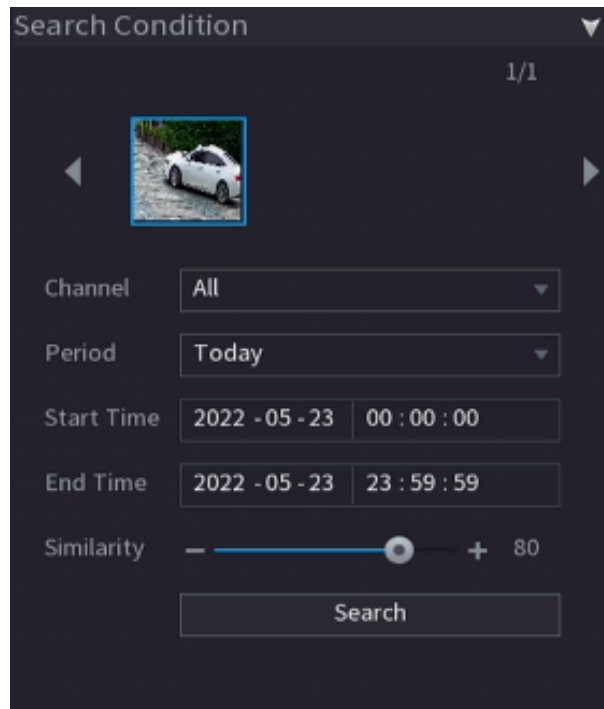 Search Condition
1/1
Channel All
Period Today
Start Time 2022 -05 -23 00 : 00 : 00
End Time 2022 -05 -23 23 : 59 : 59
Similarity − + 80
Search